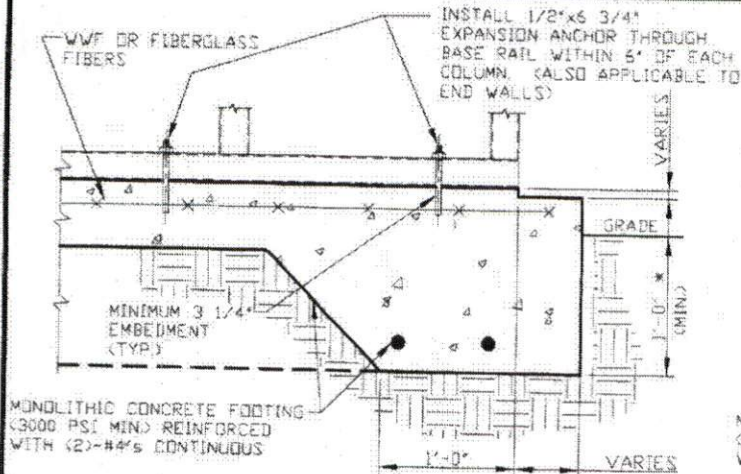 INSTALL 1/2"x6 3/4"
EXPANSION ANCHOR THROUGH
BASE RAIL WITHIN 6" OF EACH
COLUMN. (ALSO APPLICABLE TO
END WALLS)
WWF OR FIBERGLASS
FIBERS
VARIES
GRADE
1'-0" *
(MIN.)
MINIMUM 3 1/4"
EMBEDMENT
(TYP.)
MONOLITHIC CONCRETE FOOTING
(3000 PSI MIN.) REINFORCED
WITH (2)-#4's CONTINUOUS
1'-0"
VARIES